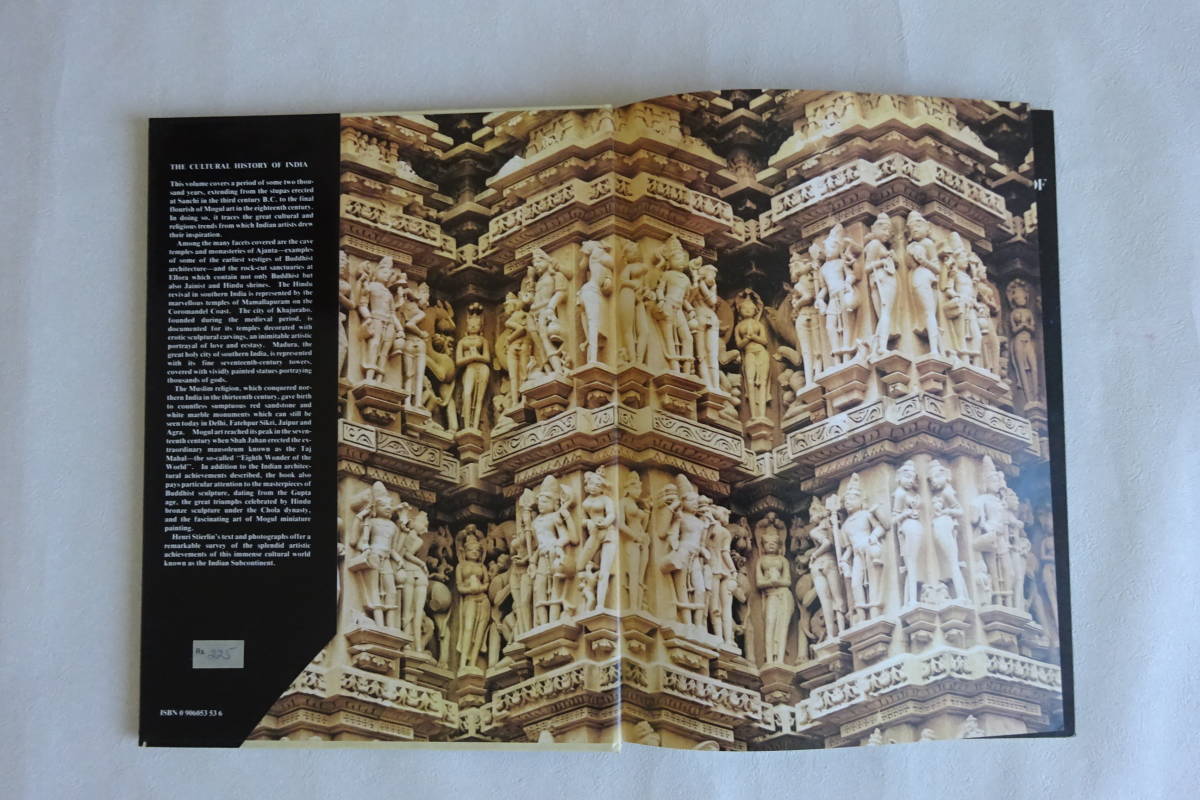 THE CULTURAL HISTORY OF INDIA
This volume covers a period of some two thou-
sand years, extending from the stupas erected
at Sanchi in the third century B.C. to the final
flourish of Mogul art in the eighteenth century.
In doing so, it traces the great cultural and
religious trends from which Indian artists drew
their inspiration.
Among the many facets covered are the cave
temples and monasteries of Ajanta—examples
of some of the earliest vestiges of Buddhist
architecture—and the rock-cut sanctuaries at
Ellora which contain not only Buddhist but
also Jainist and Hindu shrines. The Hindu
revival in southern India is represented by the
marvellous temples of Mamallapuram on the
Coromandel Coast. The city of Khajurabo,
founded during the medieval period, is
documented for its temples decorated with
erotic sculptural carvings, an inimitable artistic
portrayal of love and ecstasy. Madura, the
great holy city of southern India, is represented
with its fine seventeenth-century towers,
covered with vividly painted statues portraying
thousands of gods.
The Muslim religion, which conquered nor-
thern India in the thirteenth century, gave birth
to countless sumptuous red sandstone and
white marble monuments which can still be
seen today in Delhi, Fatehpur Sikri, Jaipur and
Agra. Mogul art reached its peak in the seven-
teenth century when Shah Jahan erected the ex-
traordinary mausoleum known as the Taj
Mahal—the so-called "Eighth Wonder of the
World". In addition to the Indian architec-
tural achievements described, the book also
pays particular attention to the masterpieces of
Buddhist sculpture, dating from the Gupta
age, the great triumphs celebrated by Hindu
bronze sculpture under the Chola dynasty,
and the fascinating art of Mogul miniature
painting.
Henri Stierlin's text and photographs offer a
remarkable survey of the splendid artistic
achievements of this immense cultural world
known as the Indian Subcontinent.
Rs. 225
ISBN 0 906053 53 6
OF